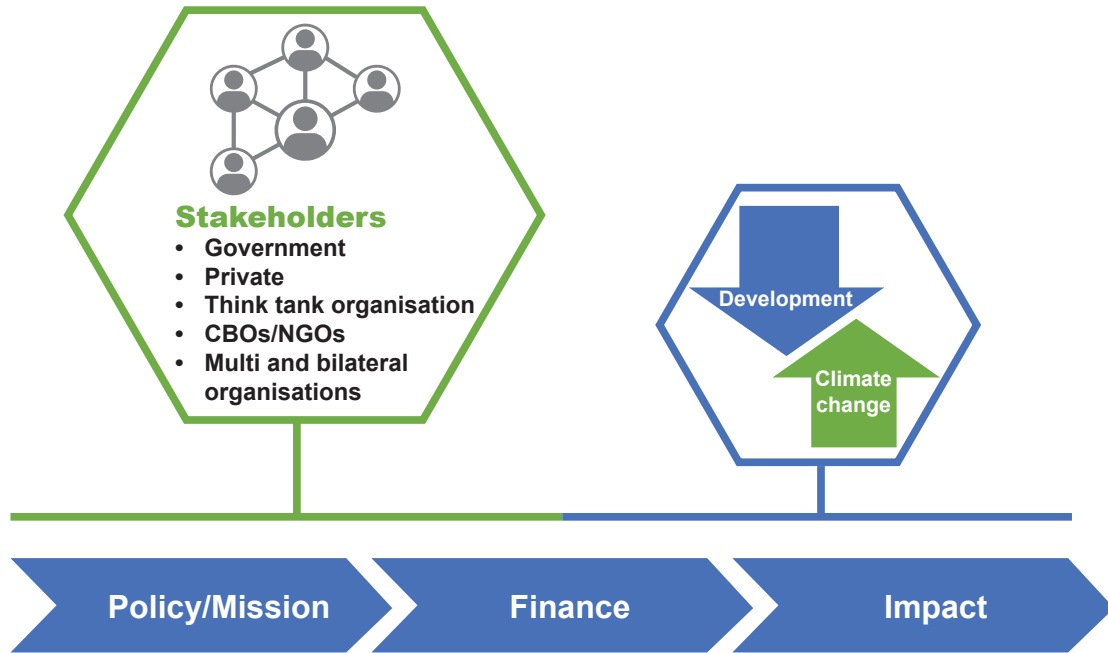 Stakeholders
• Government
• Private
• Think tank organisation
• CBOs/NGOs
• Multi and bilateral
organisations
Development
Climate
change
Policy/Mission
Finance
Impact